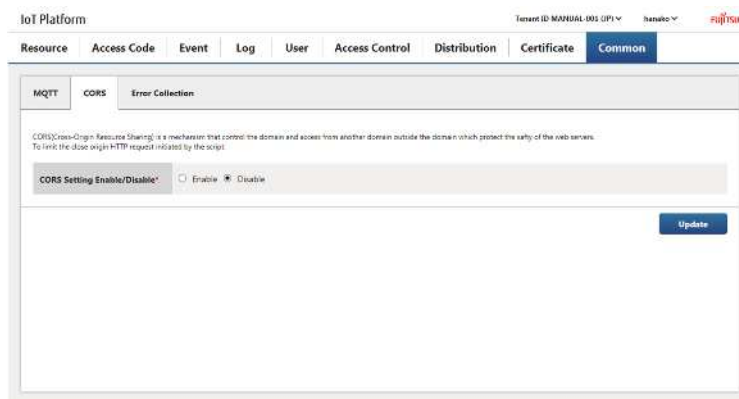 IoT Platform
Tenant ID MANUAL-001 (JP)
hanako
FUJITSU
Resource Access Code Event Log User Access Control Distribution Certificate Common
MQTT CORS Error Collection
CORS(Cross-Origin Resource Sharing) is a mechanism that control the domain and access from another domain outside the domain which protect the safty of the web servers.
To limit the close origin HTTP request initiated by the script
CORS Setting Enable/Disable* Enable Disable
Update